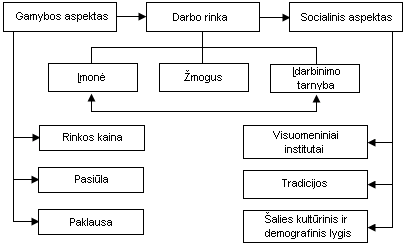 Gamybos aspektas
Darbo rinka
Socialinis aspektas
Įmonė
Žmogus
Įdarbinimo
tarnyba
Rinkos kaina
Visuomeniniai
institutai
Pasiūla
Tradicijos
Paklausa
Šalies kultūrinis ir
demografinis lygis